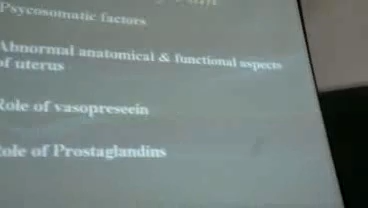 Psycosomatic factors
Abnormal anatomical & functional aspects
of uterus
Role of vasopreseein
Role of Prostaglandins